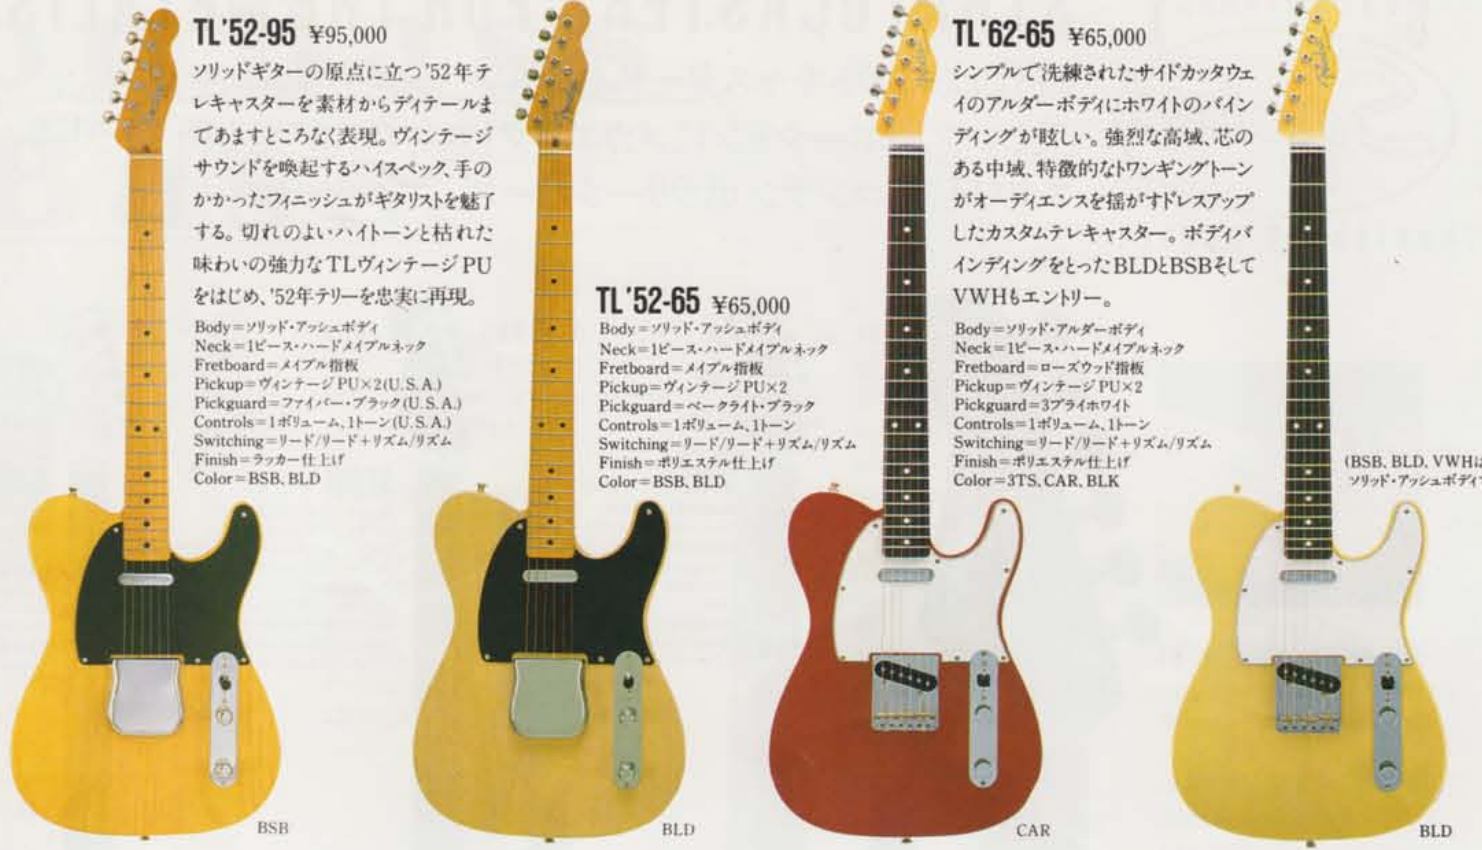 TL'52-95 ¥95,000
ソリッドギターの原点に立つ'52年テ
レキャスターを素材からディテールま
であますところなく表現。ヴィンテージ
サウンドを喚起するハイスペック、手の
かかったフィニッシュがギタリストを魅了
する。切れのよいハイトーンと枯れた
味わいの強力なTLヴィンテージPU
をはじめ、'52年テリーを忠実に再現。
Body=ソリッド・アッシュボディ
Neck=1ピース・ハードメイプルネック
Fretboard=メイプル指板
Pickup=ヴィンテージPU×2(U.S.A.)
Pickguard=ファイバー・ブラック(U.S.A.)
Controls=1ボリューム、1トーン(U.S.A.)
Switching=リード/リード+リズム/リズム
Finish=ラッカー仕上げ
Color=BSB、BLD
BSB
TL'52-65 ¥65,000
Body=ソリッド・アッシュボディ
Neck=1ピース・ハードメイプルネック
Fretboard=メイプル指板
Pickup=ヴィンテージPU×2
Pickguard=ベークライト・ブラック
Controls=1ボリューム、1トーン
Switching=リード/リード+リズム/リズム
Finish=ポリエステル仕上げ
Color=BSB、BLD
BLD
TL'62-65 ¥65,000
シンプルで洗練されたサイドカッタウェ
イのアルダーボディにホワイトのバイン
ディングが眩しい。強烈な高域、芯の
ある中域、特徴的なトワンギングトーン
がオーディエンスを揺がすドレスアップ
したカスタムテレキャスター。ボディバ
インディングをとったBLDとBSBそして
VWHもエントリー。
Body=ソリッド・アルダーボディ
Neck=1ピース・ハードメイプルネック
Fretboard=ローズウッド指板
Pickup=ヴィンテージPU×2
Pickguard=3プライホワイト
Controls=1ボリューム、1トーン
Switching=リード/リード+リズム/リズム
Finish=ポリエステル仕上げ
Color=3TS、CAR、BLK
CAR
(BSB、BLD、VWHは
ソリッド・アッシュボディ
BLD